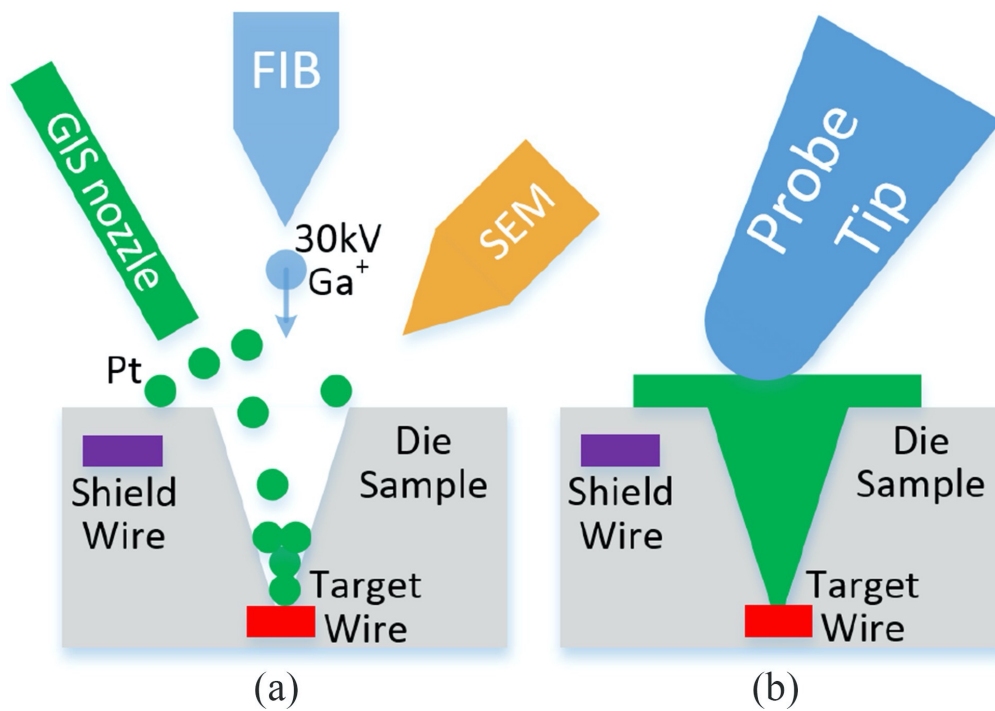 FIB
GIS nozzle
SEM
30kV
Ga⁺
Pt
Shield
Wire
Die
Sample
Target
Wire
(a)
Probe
Tip
Shield
Wire
Die
Sample
Target
Wire
(b)